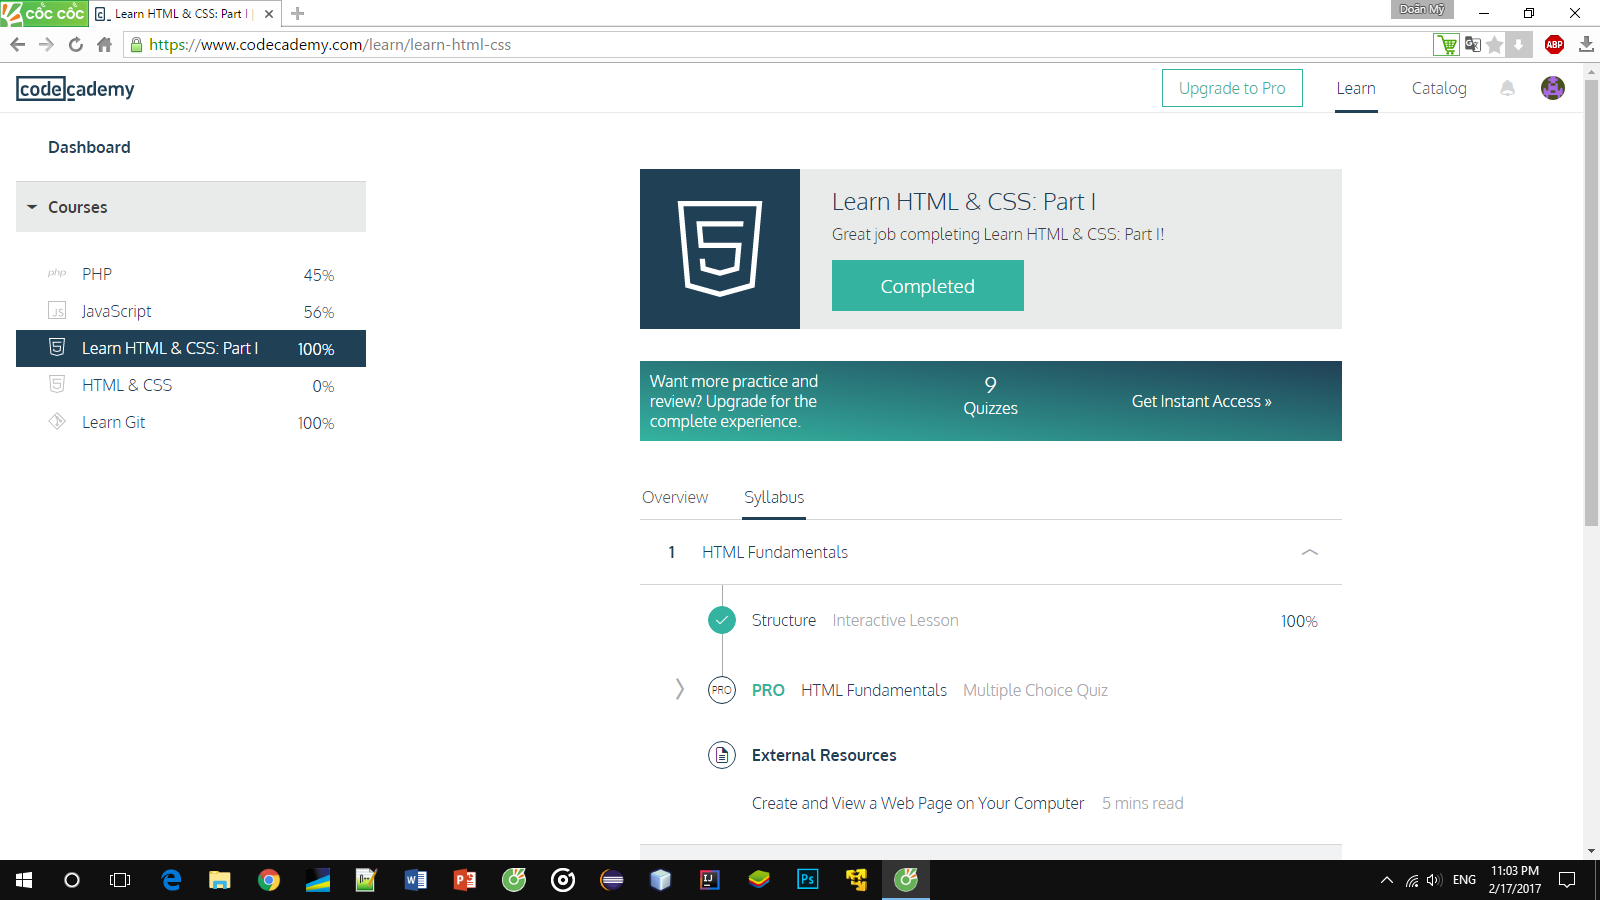 cốc cốc
Learn HTML & CSS: Part I
Doãn Mỹ
https://www.codecademy.com/learn/learn-html-css
ABP
codecademy
Upgrade to Pro
Learn
Catalog
Dashboard
Courses
php PHP 45%
JS JavaScript 56%
Learn HTML & CSS: Part I 100%
HTML & CSS 0%
Learn Git 100%
Learn HTML & CSS: Part I
Great job completing Learn HTML & CSS: Part I!
Completed
Want more practice and
review? Upgrade for the
complete experience.
9
Quizzes
Get Instant Access »
Overview
Syllabus
1 HTML Fundamentals
Structure Interactive Lesson 100%
PRO PRO HTML Fundamentals Multiple Choice Quiz
External Resources
Create and View a Web Page on Your Computer 5 mins read
ENG
11:03 PM
2/17/2017